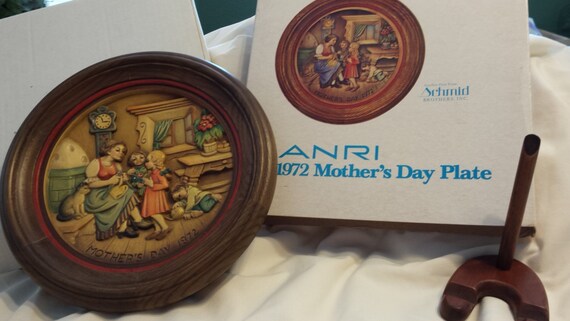 MOTHER'S DAY 1972
Schmid
BROTHERS INC.
ANRI
1972 Mother's Day Plate